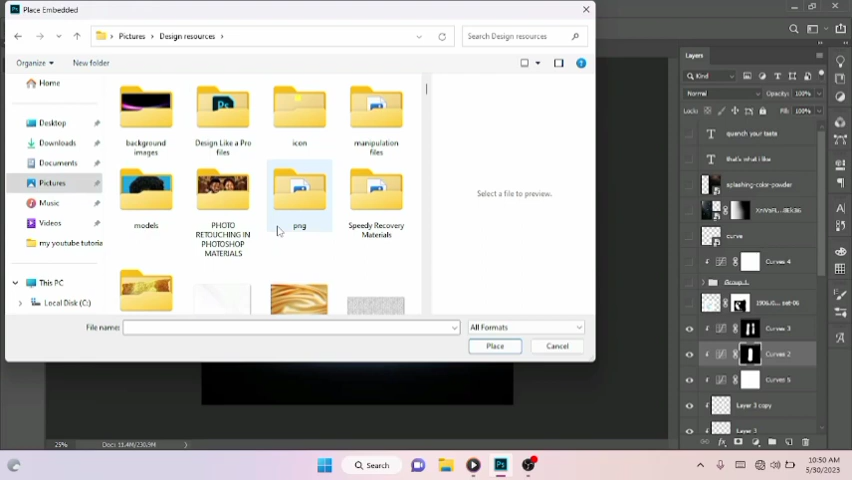 Place Embedded
Pictures > Design resources >
Search Design resources
Organize
New folder
Home
Desktop
Downloads
Documents
Pictures
Music
Videos
my youtube tutoria
This PC
Local Disk (C:)
background images
Design Like a Pro files
icon
manipulation files
models
PHOTO RETOUCHING IN PHOTOSHOP MATERIALS
png
Speedy Recovery Materials
Select a file to preview.
File name:
All Formats
Place
Cancel
Layers
Kind
Normal
Opacity: 100%
Lock:
Fill: 100%
quench your taste
that's what i like
splashing-color-powder
curve
Curves 4
Group 1
Curves 3
Curves 2
Curves 5
Layer 3 copy
Layer 3
25%
Doc: 11.4M/230.9M
Search
10:50 AM
5/30/2023